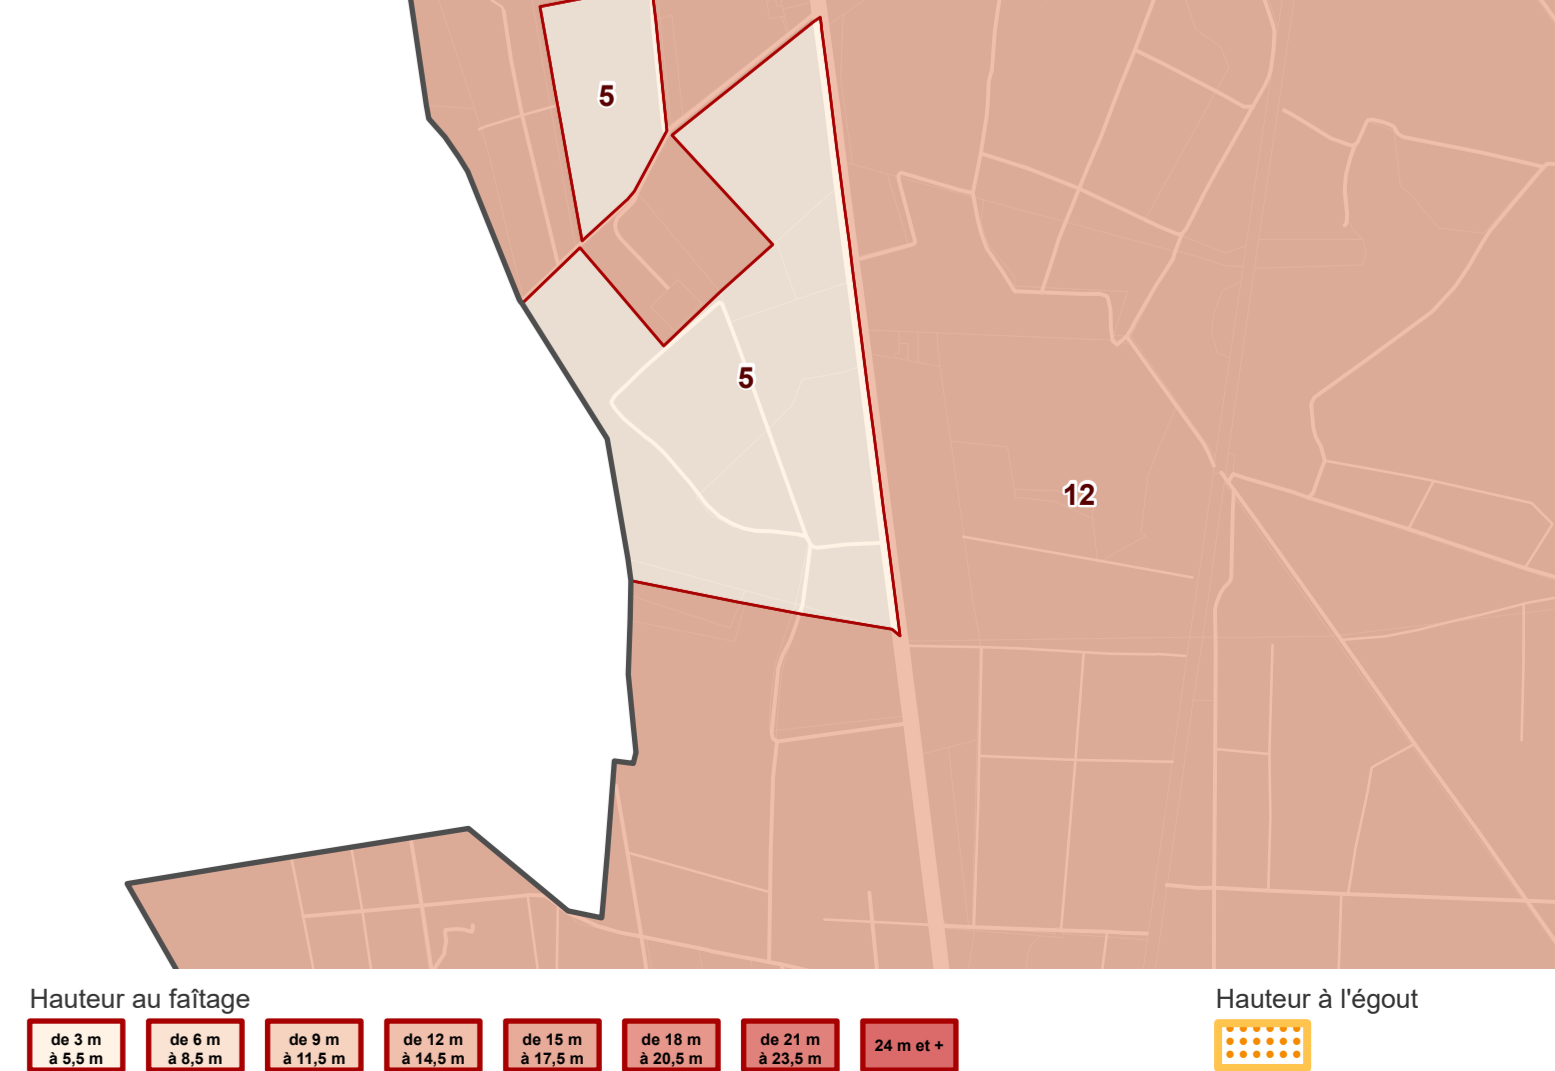 5
5
12
Hauteur au faîtage
Hauteur à l'égout
de 3 m
à 5,5 m
de 6 m
à 8,5 m
de 9 m
à 11,5 m
de 12 m
à 14,5 m
de 15 m
à 17,5 m
de 18 m
à 20,5 m
de 21 m
à 23,5 m
24 m et +